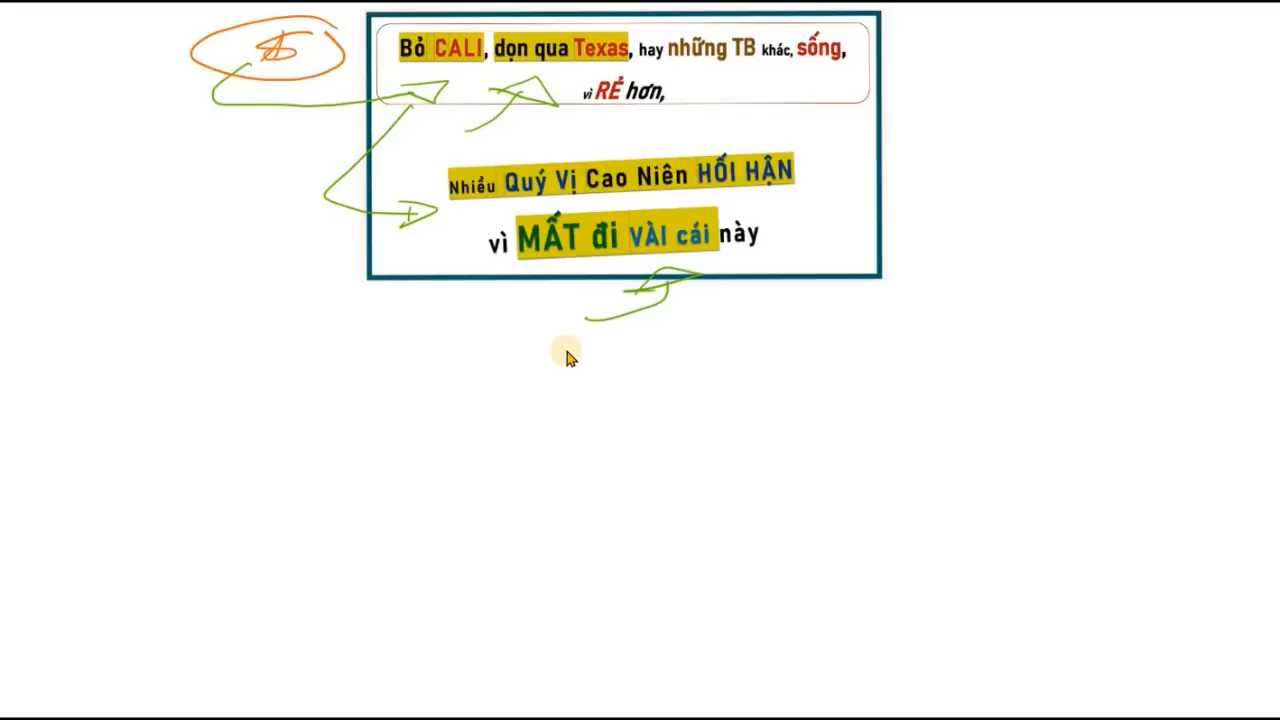 $
Bỏ CALI, dọn qua Texas, hay những TB khác, sống,
vì RẺ hơn,
Nhiều Quý Vị Cao Niên HỐI HẬN
vì MẤT đi VÀI cái này